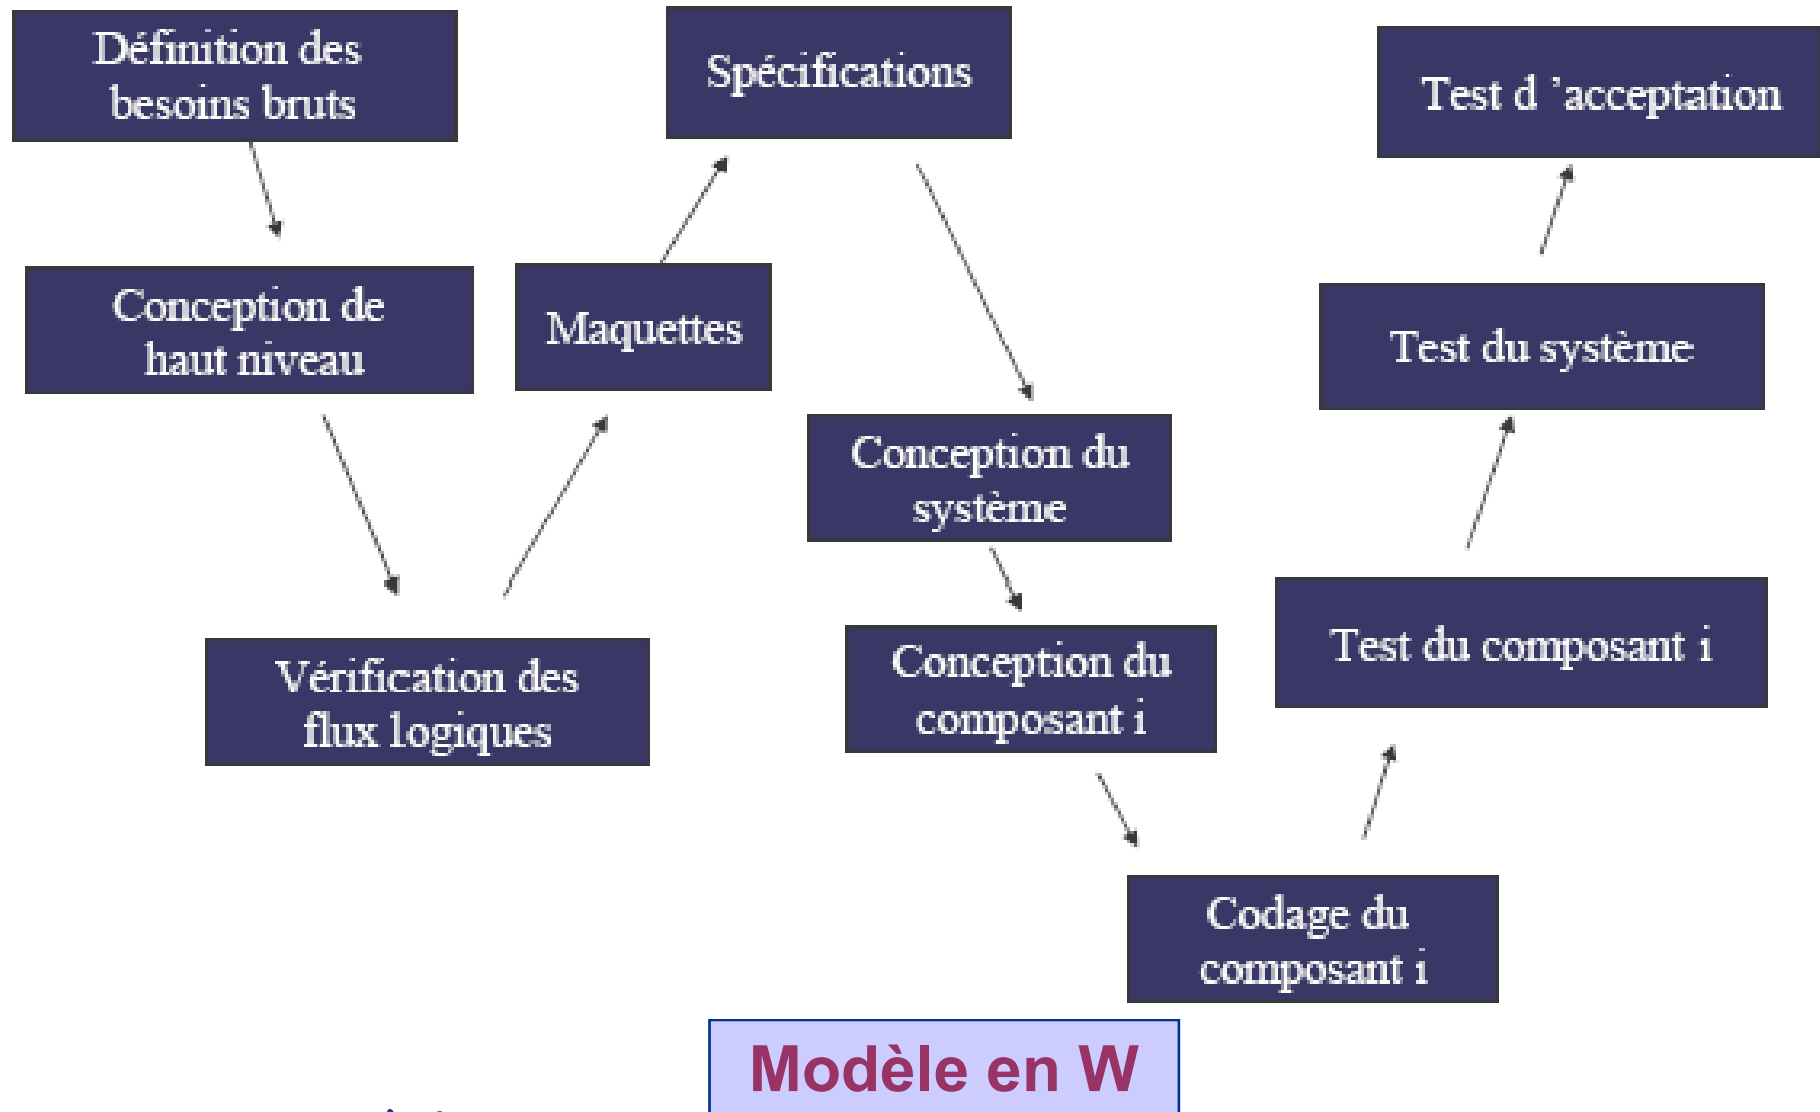 Définition des
besoins bruts
Conception de
haut niveau
Vérification des
flux logiques
Maquettes
Spécifications
Conception du
système
Conception du
composant i
Codage du
composant i
Test du composant i
Test du système
Test d ’acceptation
Modèle en W